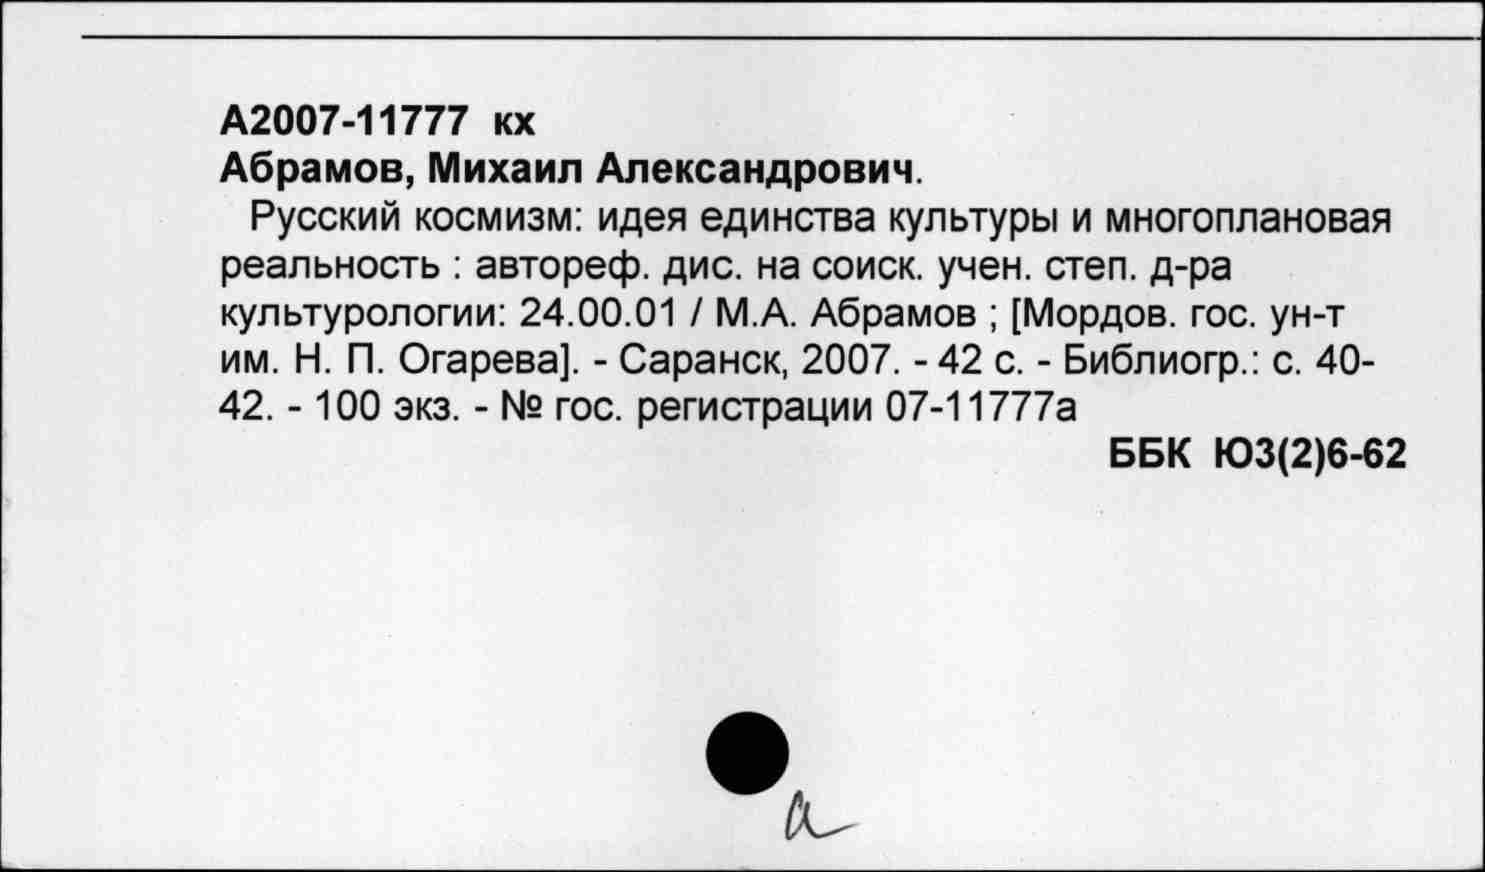 А2007-11777 кх
Абрамов, Михаил Александрович.
Русский космизм: идея единства культуры и многоплановая
реальность : автореф. дис. на соиск. учен. степ. д-ра
культурологии: 24.00.01 / М.А. Абрамов ; [Мордов. гос. ун-т
им. Н. П. Огарева]. - Саранск, 2007. - 42 с. - Библиогр.: с. 40-
42. - 100 экз. - № гос. регистрации 07-11777а
ББК Ю3(2)6-62
а